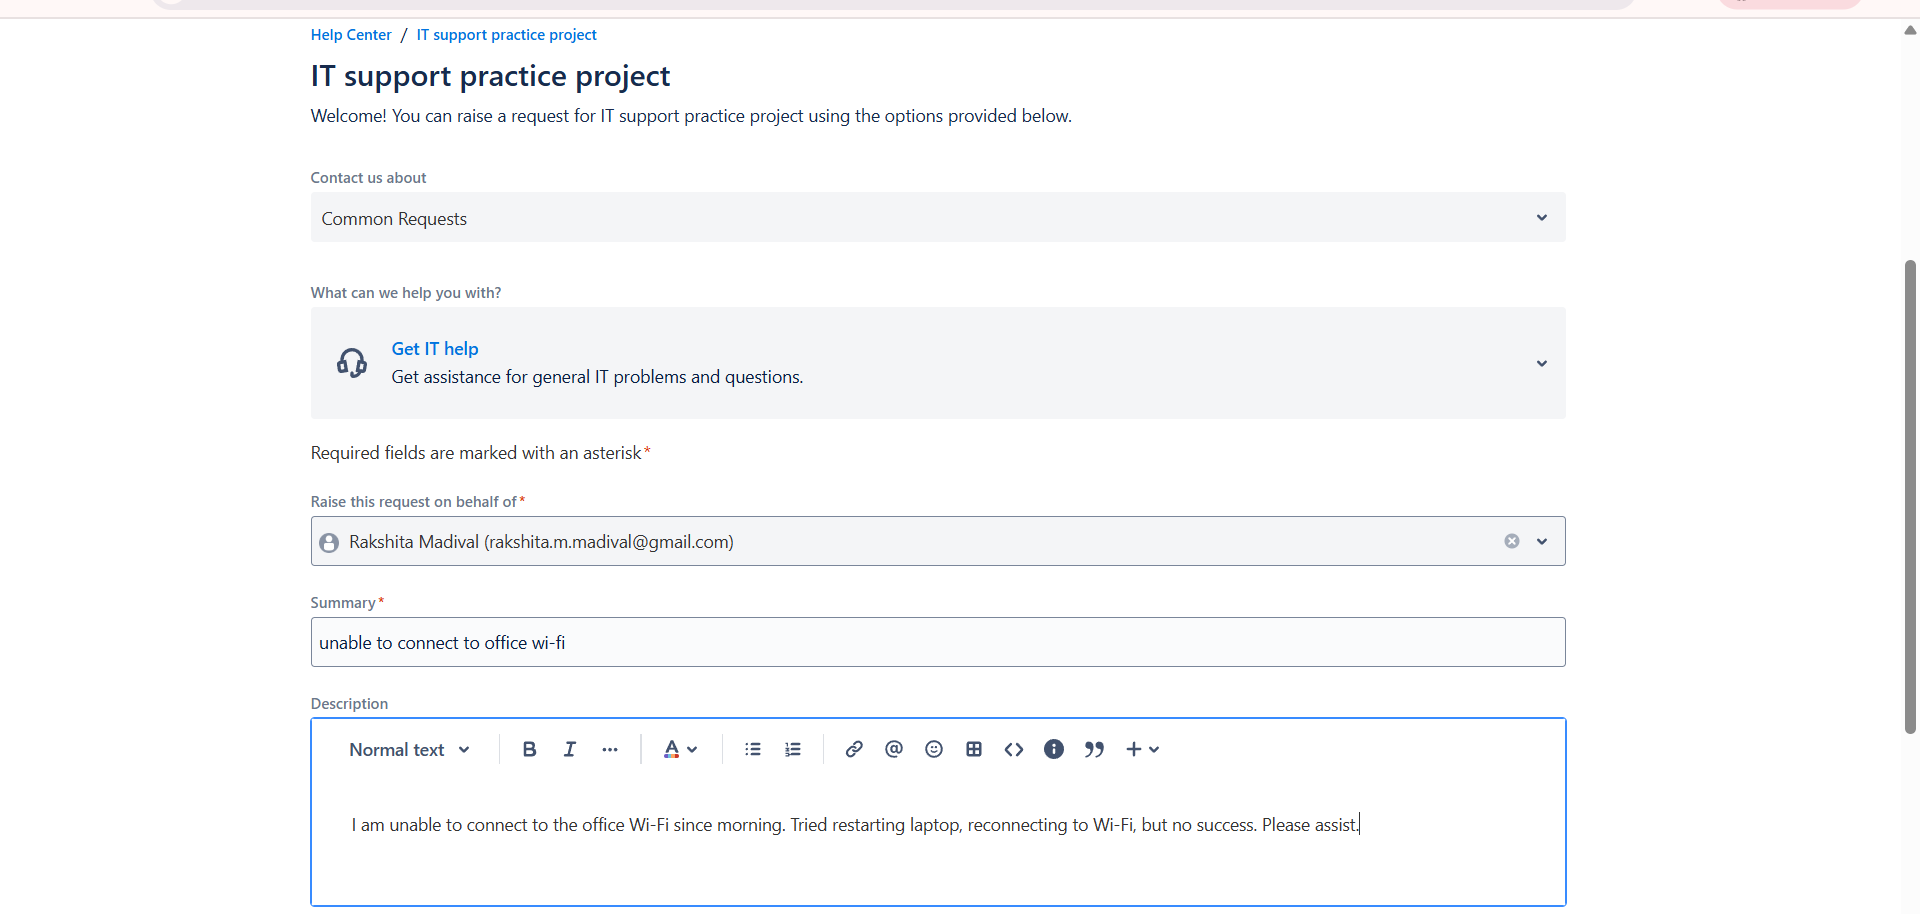 Help Center / IT support practice project
IT support practice project
Welcome! You can raise a request for IT support practice project using the options provided below.
Contact us about
Common Requests
What can we help you with?
Get IT help
Get assistance for general IT problems and questions.
Required fields are marked with an asterisk*
Raise this request on behalf of*
Rakshita Madival (rakshita.m.madival@gmail.com)
Summary*
unable to connect to office wi-fi
Description
Normal text B I ... A @ <> +
I am unable to connect to the office Wi-Fi since morning. Tried restarting laptop, reconnecting to Wi-Fi, but no success. Please assist.